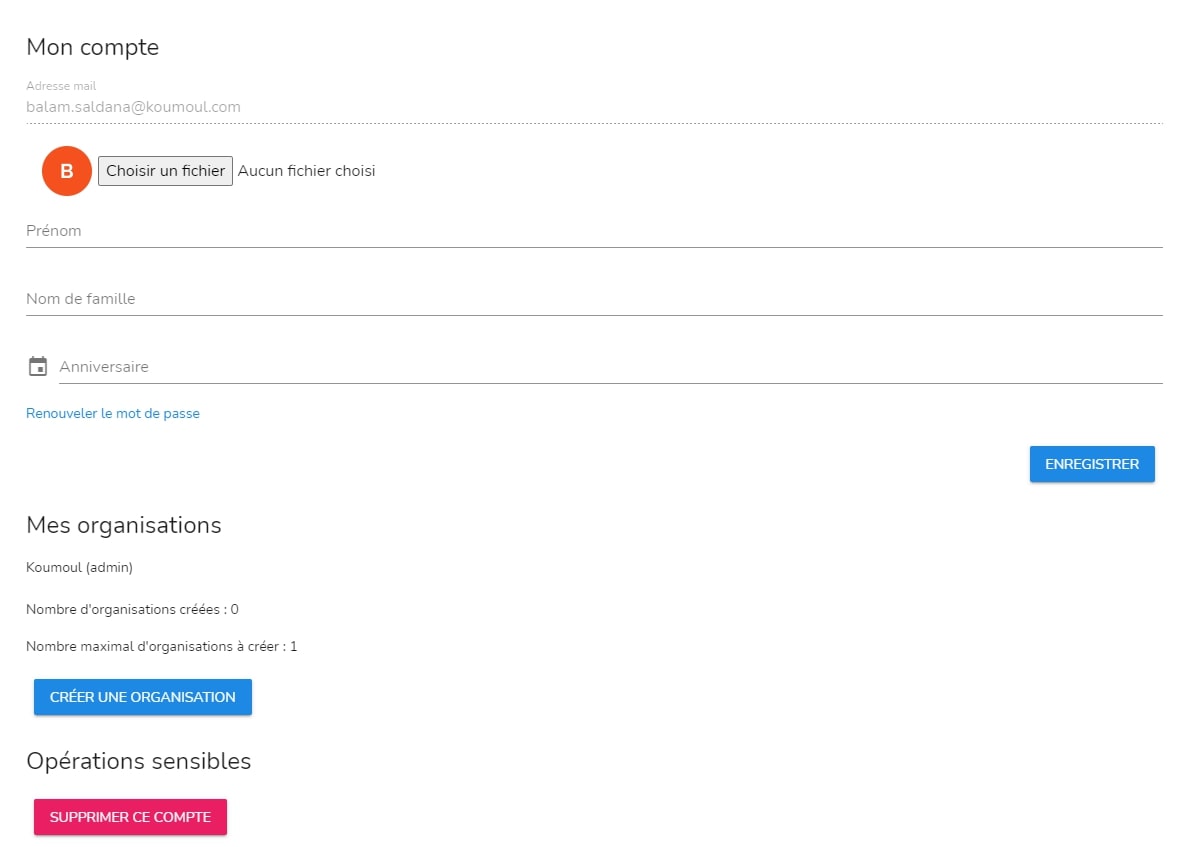 Mon compte
Adresse mail
balam.saldana@koumoul.com
B Choisir un fichier Aucun fichier choisi
Prénom
Nom de famille
Anniversaire
Renouveler le mot de passe
ENREGISTRER
Mes organisations
Koumoul (admin)
Nombre d'organisations créées : 0
Nombre maximal d'organisations à créer : 1
CRÉER UNE ORGANISATION
Opérations sensibles
SUPPRIMER CE COMPTE